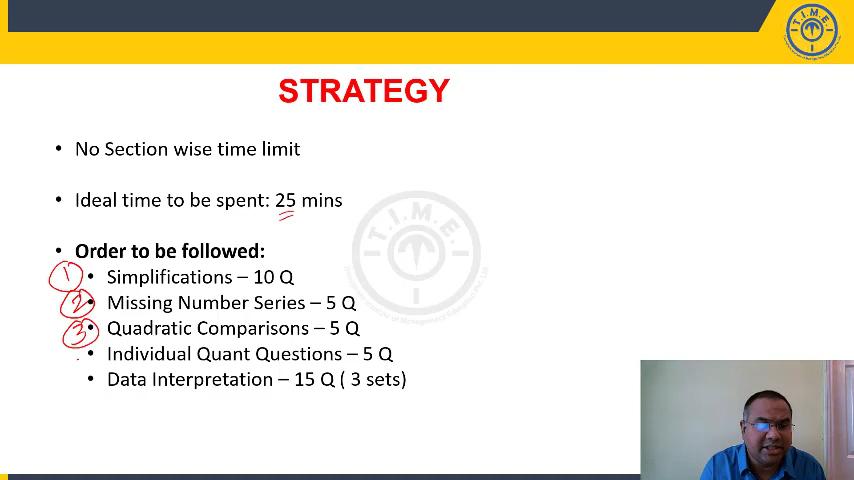 T.I.M.E.
STRATEGY
• No Section wise time limit
• Ideal time to be spent: 25 mins
• Order to be followed:
1 • Simplifications – 10 Q
2 • Missing Number Series – 5 Q
3 • Quadratic Comparisons – 5 Q
• Individual Quant Questions – 5 Q
• Data Interpretation – 15 Q ( 3 sets)
T.I.M.E.